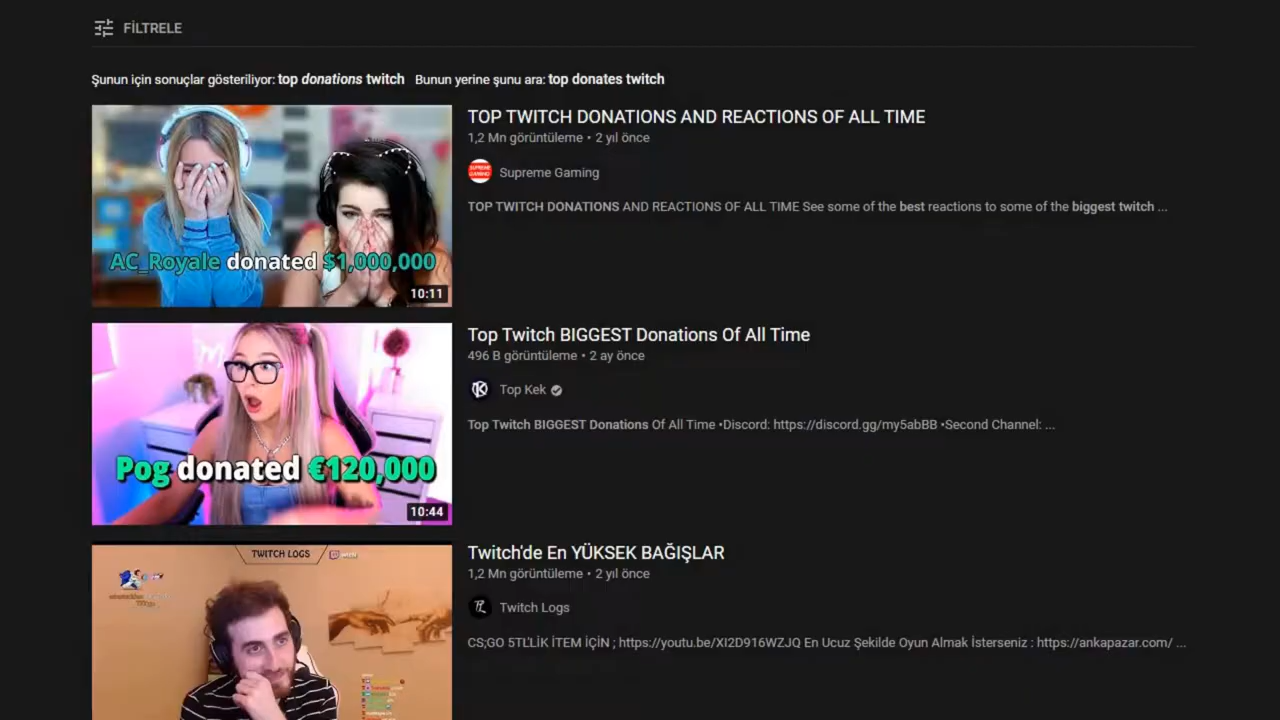 FİLTRELE
Şunun için sonuçlar gösteriliyor: top donations twitch Bunun yerine şunu ara: top donates twitch
TOP TWITCH DONATIONS AND REACTIONS OF ALL TIME
1,2 Mn görüntüleme • 2 yıl önce
SUPREME GAMING
Supreme Gaming
TOP TWITCH DONATIONS AND REACTIONS OF ALL TIME See some of the best reactions to some of the biggest twitch ...
AC_Royale donated $1,000,000
10:11
Top Twitch BIGGEST Donations Of All Time
496 B görüntüleme • 2 ay önce
Top Kek
Top Twitch BIGGEST Donations Of All Time •Discord: https://discord.gg/my5abBB •Second Channel: ...
Pog donated €120,000
10:44
TWITCH LOGS
Twitch'de En YÜKSEK BAĞIŞLAR
1,2 Mn görüntüleme • 2 yıl önce
Twitch Logs
CS;GO 5TL'LİK İTEM İÇİN ; https://youtu.be/XI2D916WZJQ En Ucuz Şekilde Oyun Almak İsterseniz : https://ankapazar.com/ ...